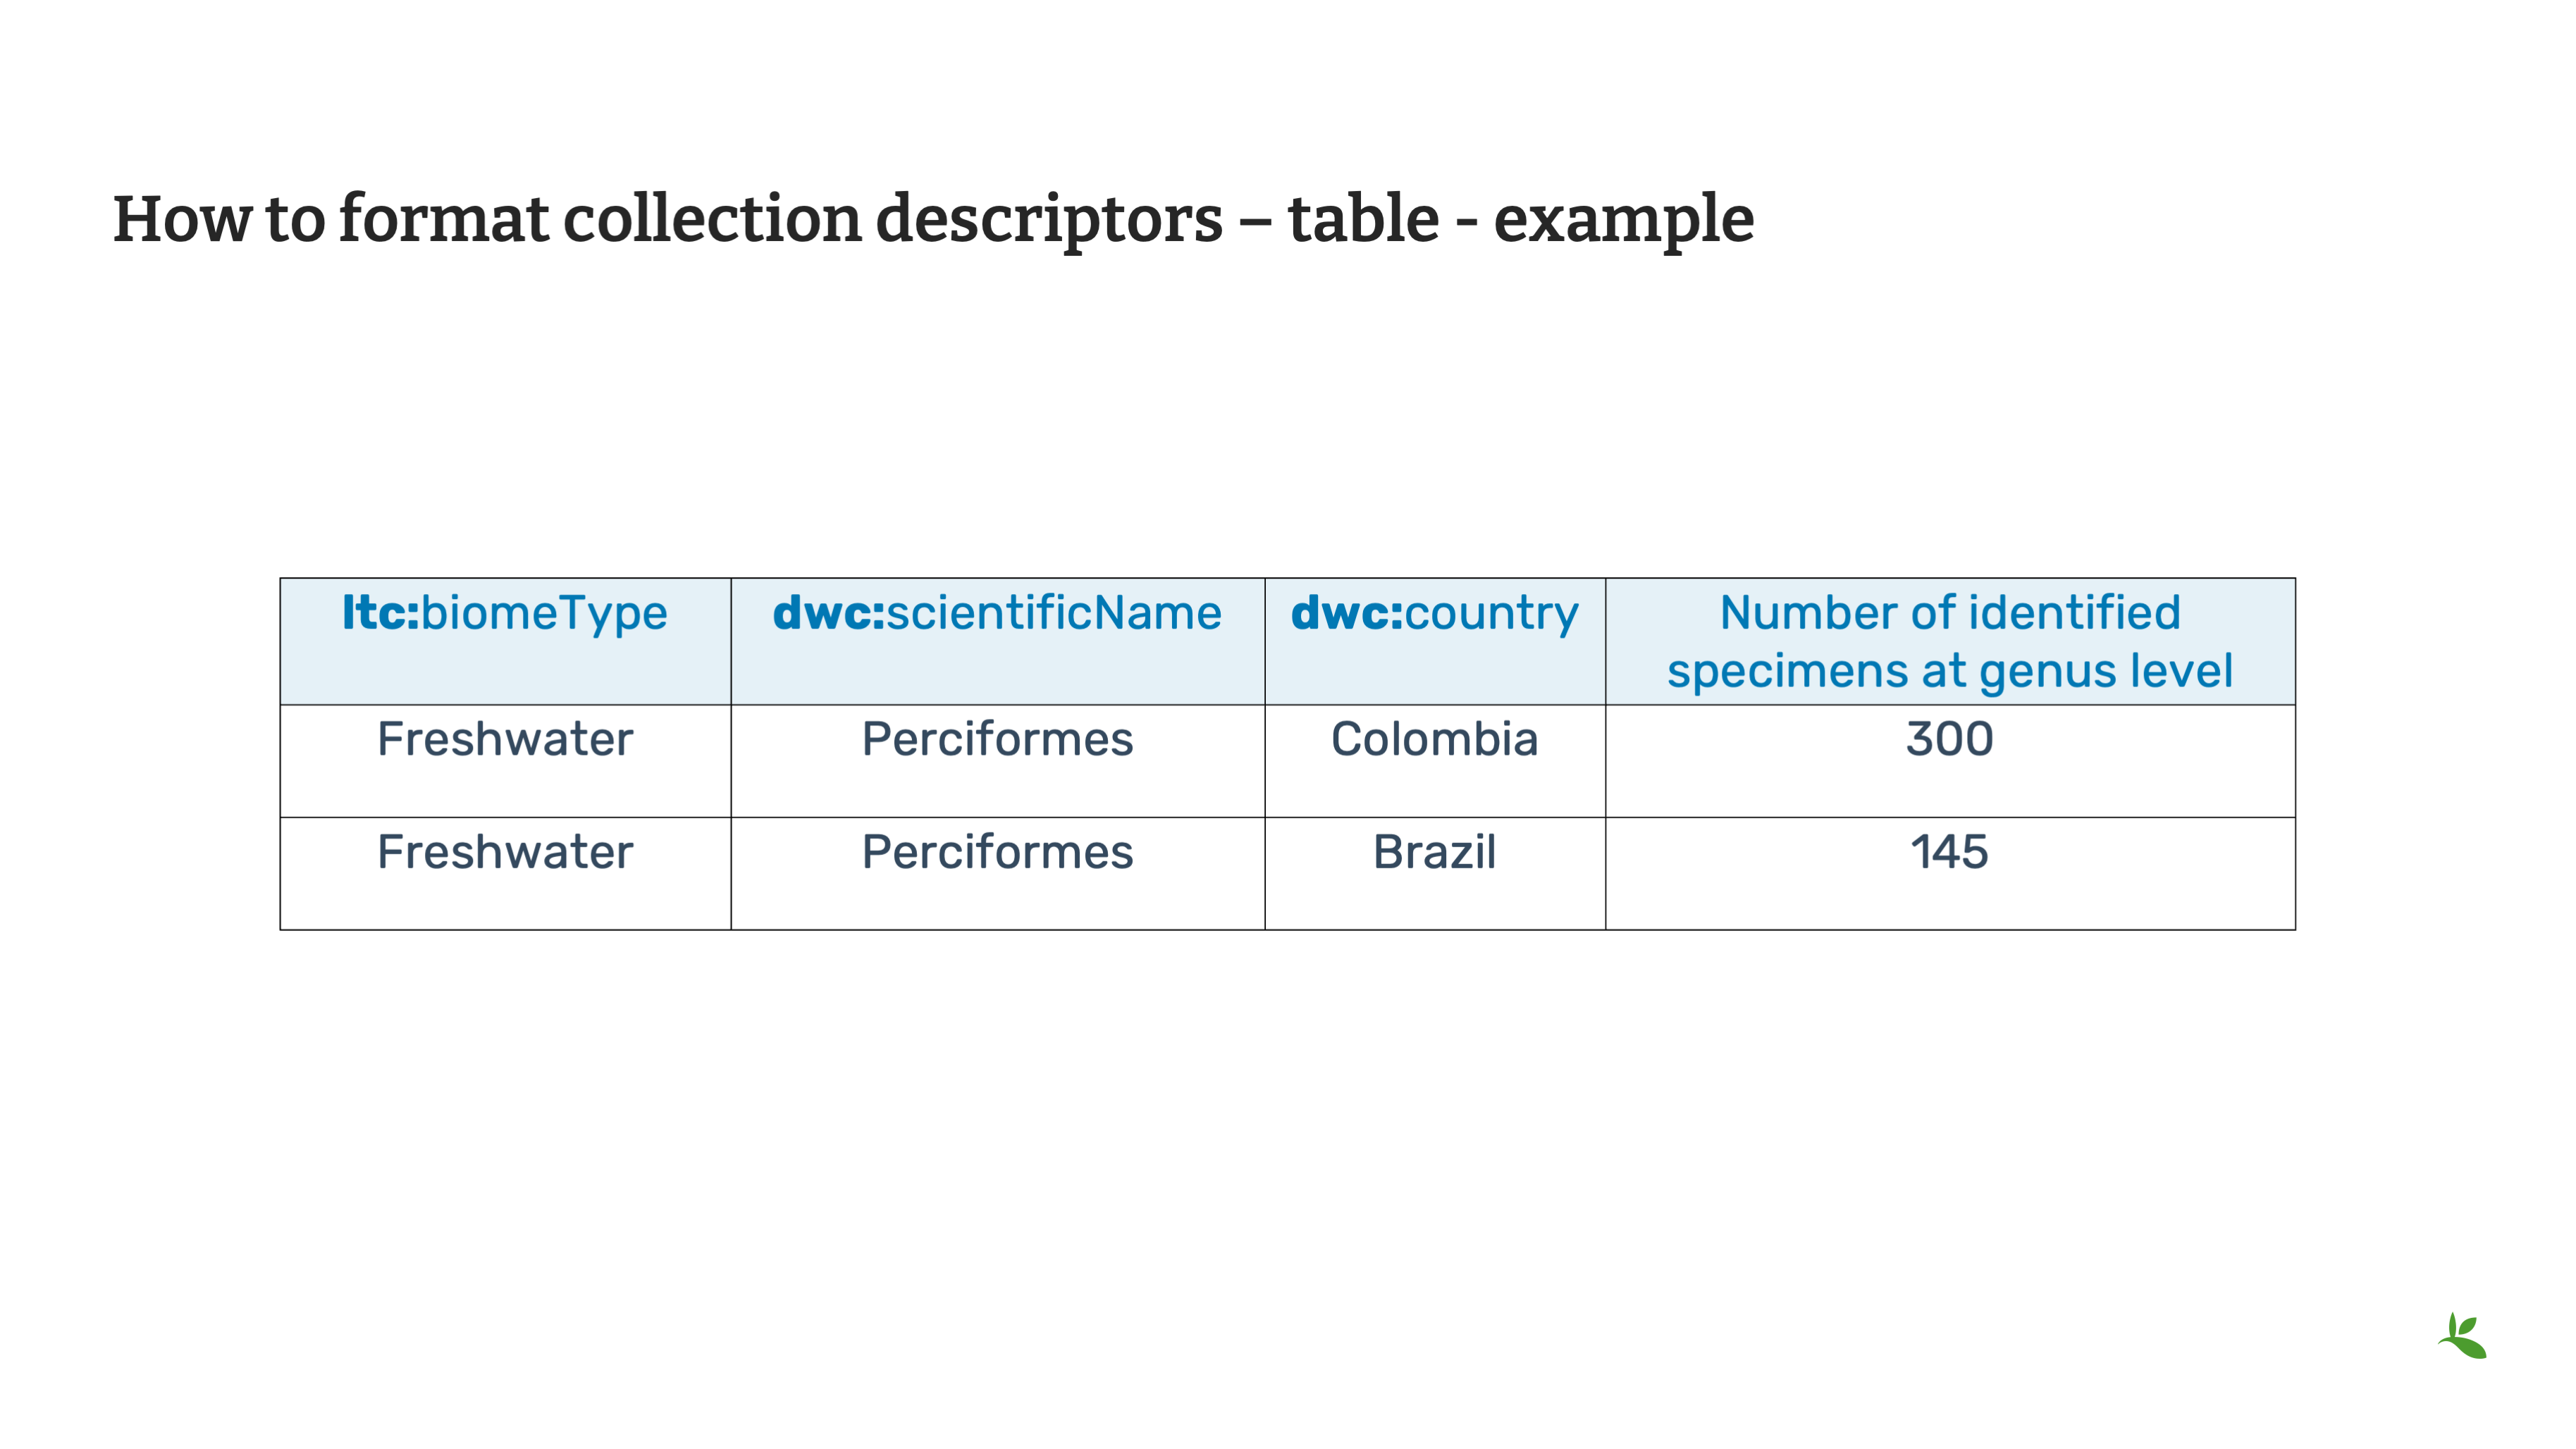 How to format collection descriptors – table - example
ltc:biomeType dwc:scientificName dwc:country Number of identified
specimens at genus level
Freshwater Perciformes Colombia 300
Freshwater Perciformes Brazil 145